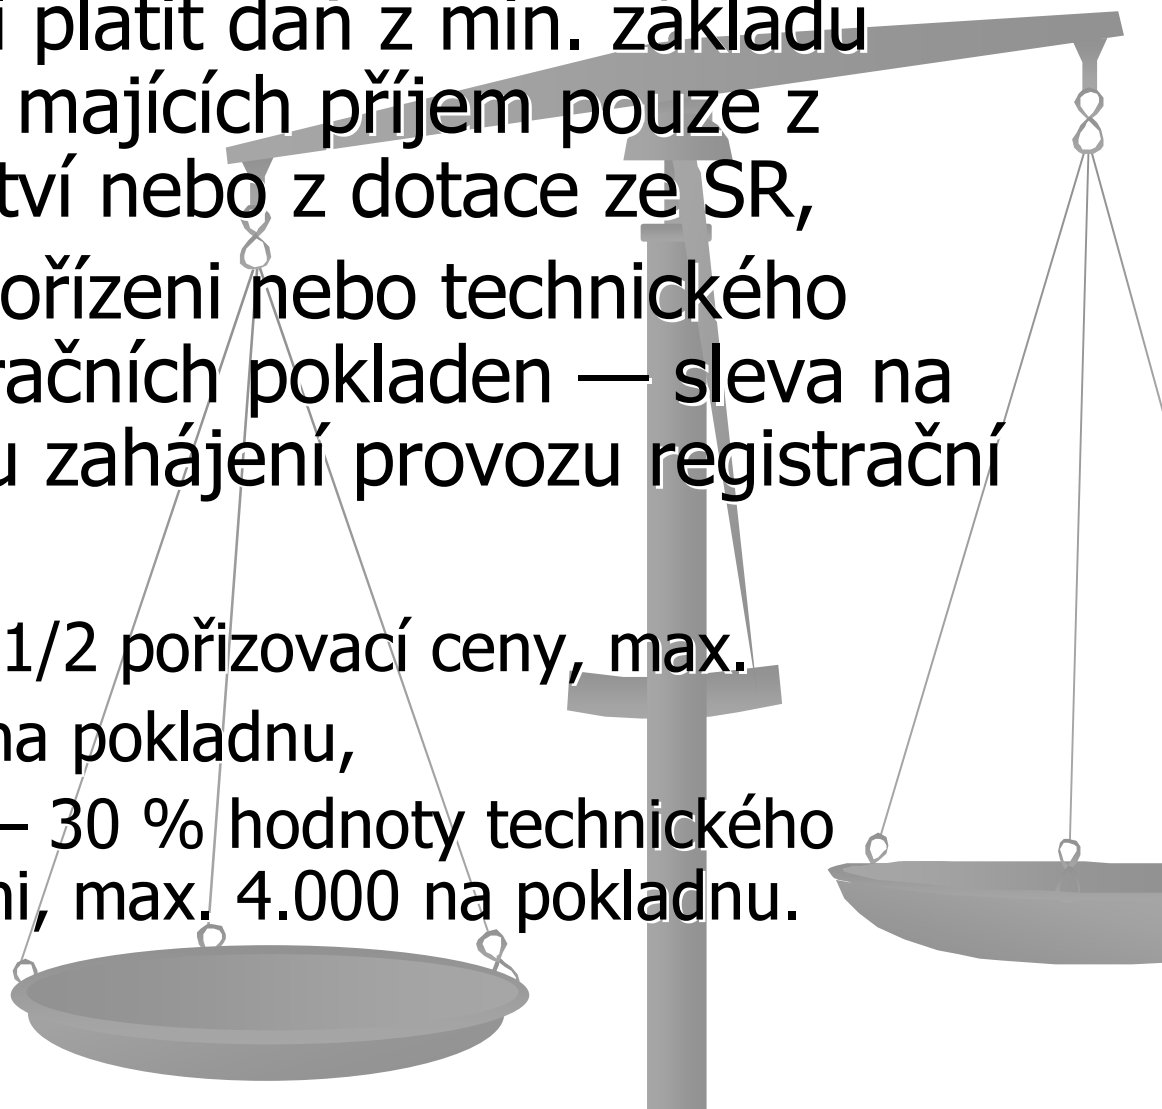 platit daň z min. základu
majících příjem pouze z
tví nebo z dotace ze SR,
ořízeni nebo technického
račních pokladen — sleva na
u zahájení provozu registrační
1/2 pořizovací ceny, max.
na pokladnu,
– 30 % hodnoty technického
ni, max. 4.000 na pokladnu.